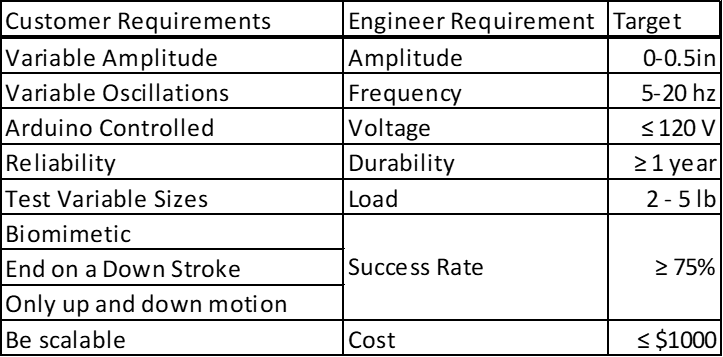 Customer Requirements Engineer Requirement Target
Variable Amplitude Amplitude 0-0.5in
Variable Oscillations Frequency 5-20 hz
Arduino Controlled Voltage ≤ 120 V
Reliability Durability ≥ 1 year
Test Variable Sizes Load 2 - 5 lb
Biomimetic
End on a Down Stroke Success Rate ≥ 75%
Only up and down motion
Be scalable Cost ≤ $1000